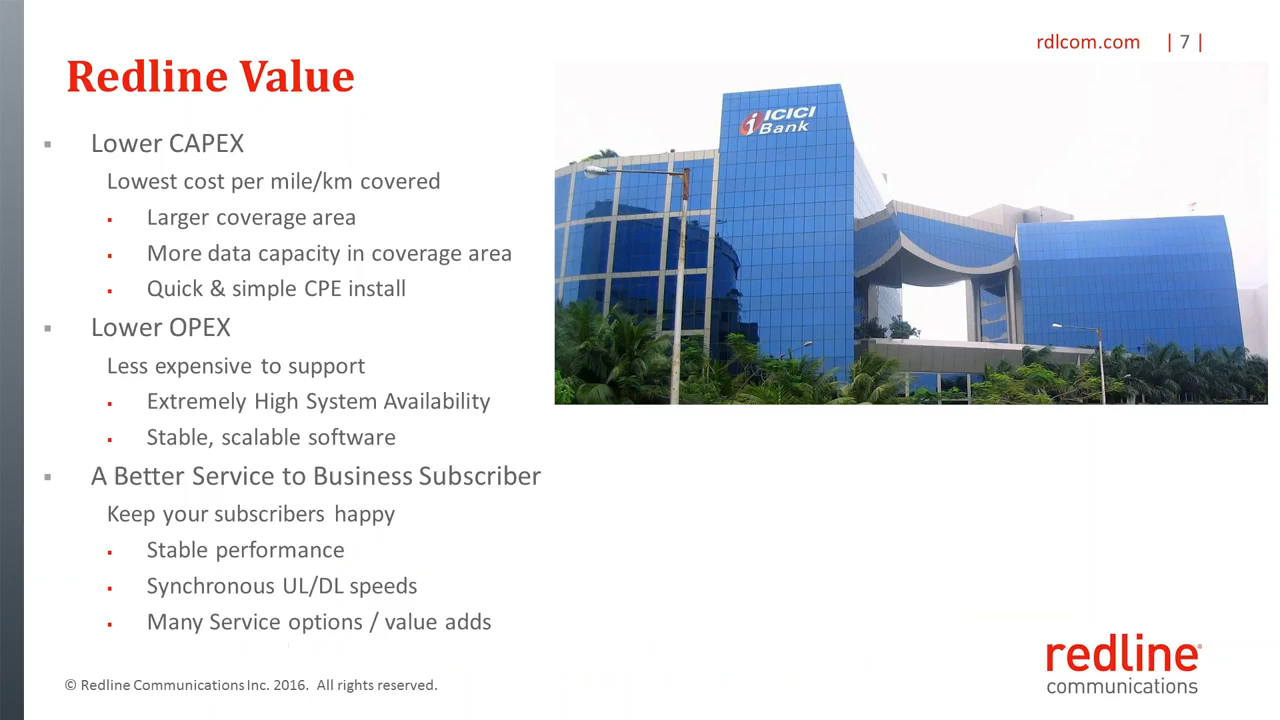 rdlcom.com | 7 |
Redline Value
▪ Lower CAPEX
Lowest cost per mile/km covered
▪ Larger coverage area
▪ More data capacity in coverage area
▪ Quick & simple CPE install
▪ Lower OPEX
Less expensive to support
▪ Extremely High System Availability
▪ Stable, scalable software
▪ A Better Service to Business Subscriber
Keep your subscribers happy
▪ Stable performance
▪ Synchronous UL/DL speeds
▪ Many Service options / value adds
ICICI
Bank
© Redline Communications Inc. 2016. All rights reserved.
redline
communications